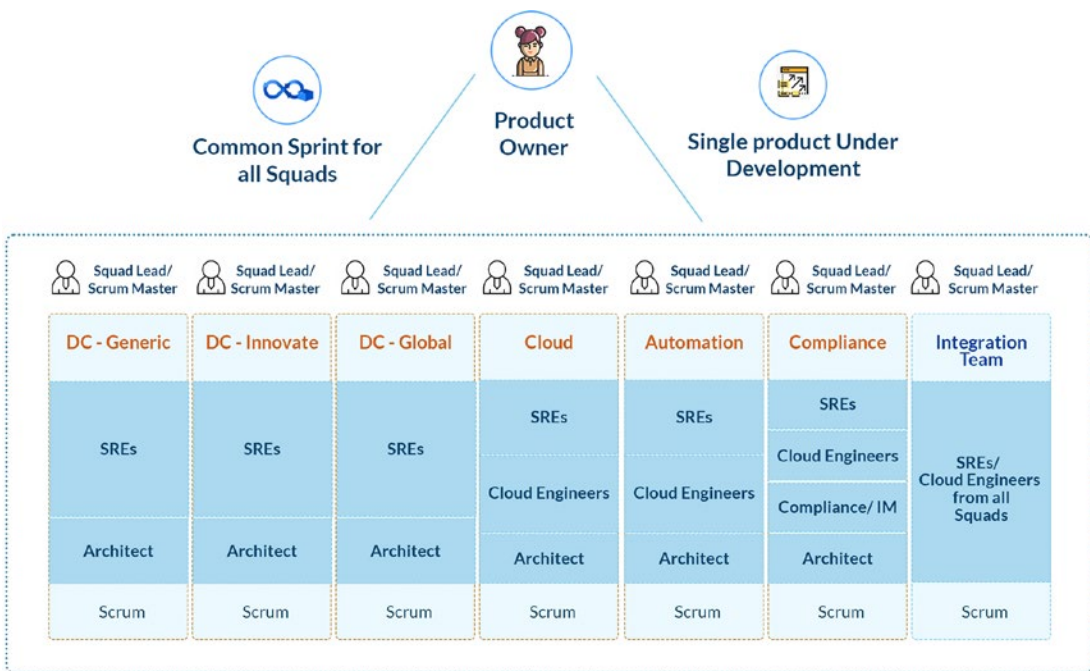 Product
Owner
Common Sprint for
all Squads
Single product Under
Development
Squad Lead/
Scrum Master
Squad Lead/
Scrum Master
Squad Lead/
Scrum Master
Squad Lead/
Scrum Master
Squad Lead/
Scrum Master
Squad Lead/
Scrum Master
Squad Lead/
Scrum Master
DC - Generic
SREs
Architect
Scrum
DC - Innovate
SREs
Architect
Scrum
DC - Global
SREs
Architect
Scrum
Cloud
SREs
Cloud Engineers
Architect
Scrum
Automation
SREs
Cloud Engineers
Architect
Scrum
Compliance
SREs
Cloud Engineers
Compliance/ IM
Architect
Scrum
Integration
Team
SREs/
Cloud Engineers
from all
Squads
Scrum